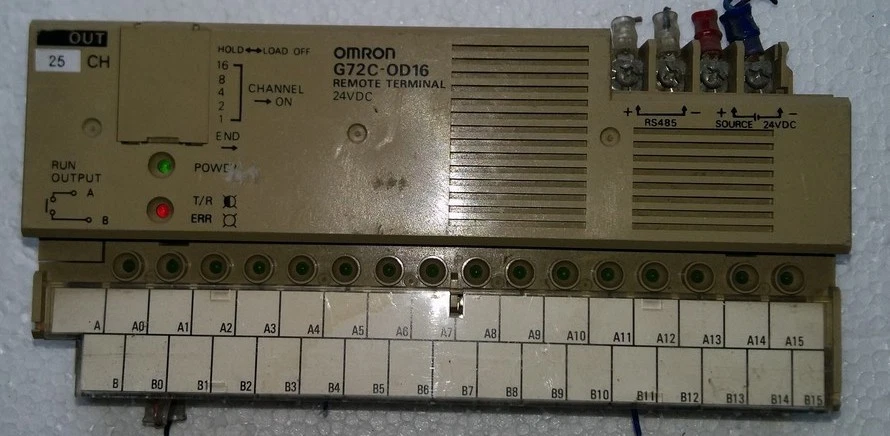 OUT
25 CH
HOLD LOAD OFF
16
8
4
2
1
CHANNEL
ON
END
OMRON
G72C-OD16
REMOTE TERMINAL
24VDC
+ RS485 -
+ SOURCE 24VDC -
RUN
OUTPUT
A
B
POWER
T/R
ERR
A A0 A1 A2 A3 A4 A5 A6 A7 A8 A9 A10 A11 A12 A13 A14 A15
B B0 B1 B2 B3 B4 B5 B6 B7 B8 B9 B10 B11 B12 B13 B14 B15